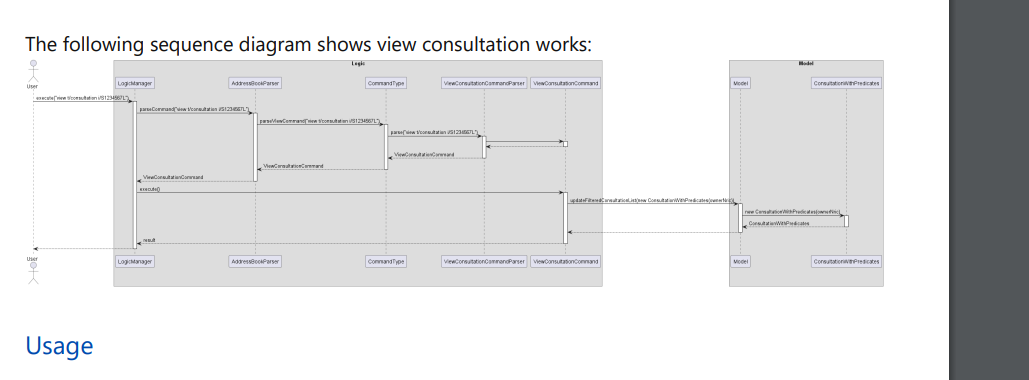 The following sequence diagram shows view consultation works:
Logic
Model
User
LogicManager
AddressBookParser
CommandType
ViewConsultationCommandParser
ViewConsultationCommand
Model
ConsultationWithPredicates
execute("view t/consultation i/S1234567L")
parseCommand("view t/consultation i/S1234567L")
parseViewCommand("view t/consultation i/S1234567L")
parse("view t/consultation i/S1234567L")
ViewConsultationCommand
ViewConsultationCommand
ViewConsultationCommand
execute()
updateFilteredConsultationList(new ConsultationWithPredicates(ownerNric))
new ConsultationWithPredicates(ownerNric)
ConsultationWithPredicates
result
User
LogicManager
AddressBookParser
CommandType
ViewConsultationCommandParser
ViewConsultationCommand
Model
ConsultationWithPredicates
Usage